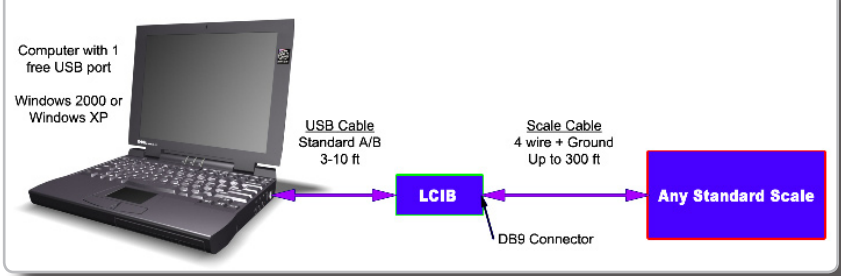 Computer with 1
free USB port
Windows 2000 or
Windows XP
USB Cable
Standard A/B
3-10 ft
Scale Cable
4 wire + Ground
Up to 300 ft
LCIB
Any Standard Scale
DB9 Connector